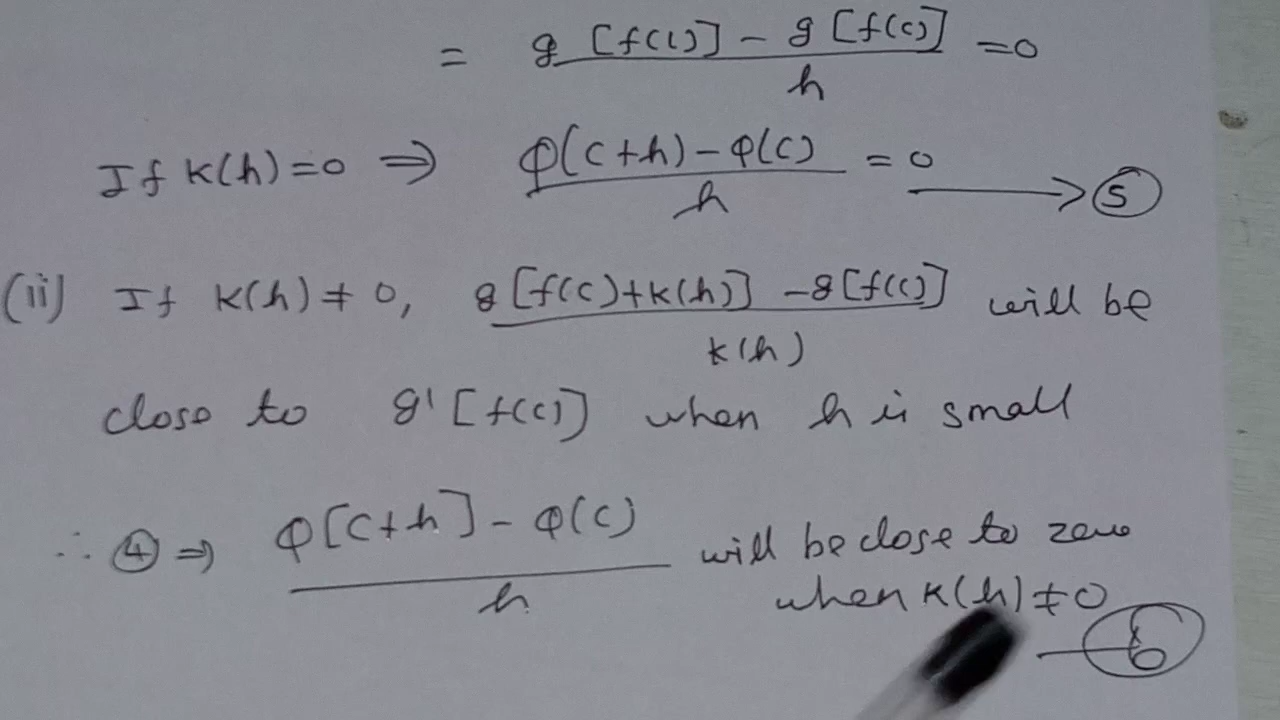 = g [f(c)] - g [f(c)] / h = 0
If K(h) = 0 ⇒ φ(c+h) - φ(c) / h = 0 → (5)
(ii) If K(h) ≠ 0, g [f(c)+K(h)] - g [f(c)] / K(h) will be
close to g' [f(c)] when h is small
∴ (4) ⇒ φ[c+h] - φ(c) / h will be close to zero
when K(h) ≠ 0
— (6)